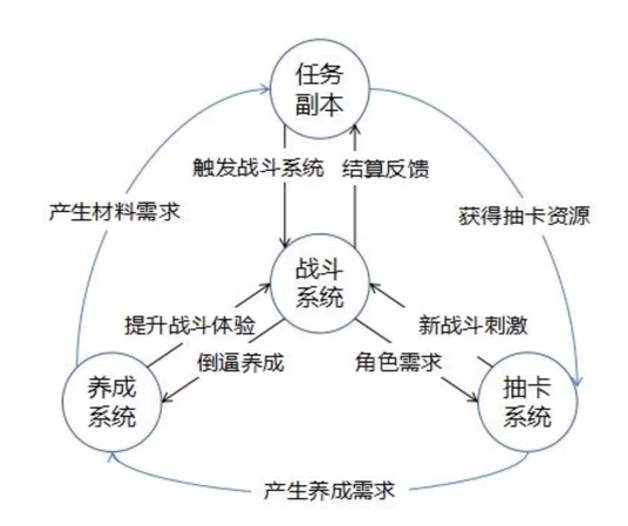 任务
副本
触发战斗系统
结算反馈
产生材料需求
获得抽卡资源
战斗
系统
提升战斗体验
新战斗刺激
倒逼养成
角色需求
养成
系统
抽卡
系统
产生养成需求